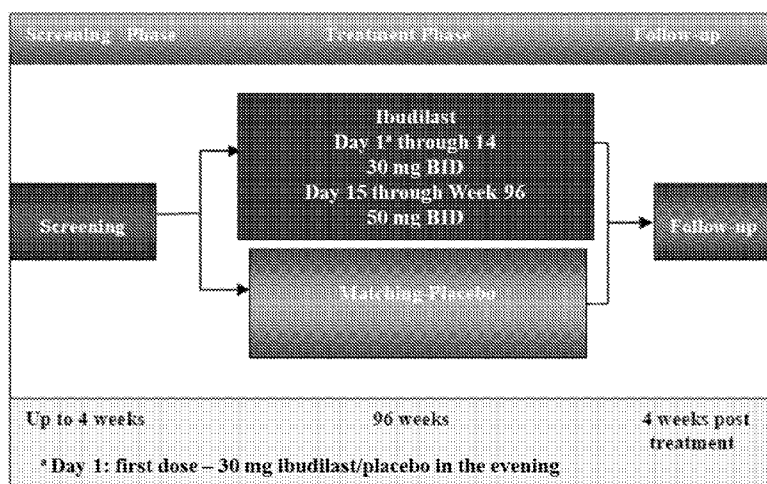 Screening Phase
Treatment Phase
Follow-up
Ibudilast
Day 1ª through 14
30 mg BID
Day 15 through Week 96
50 mg BID
Screening
Follow-up
Matching Placebo
Up to 4 weeks
96 weeks
4 weeks post
treatment
ª Day 1: first dose – 30 mg ibudilast/placebo in the evening